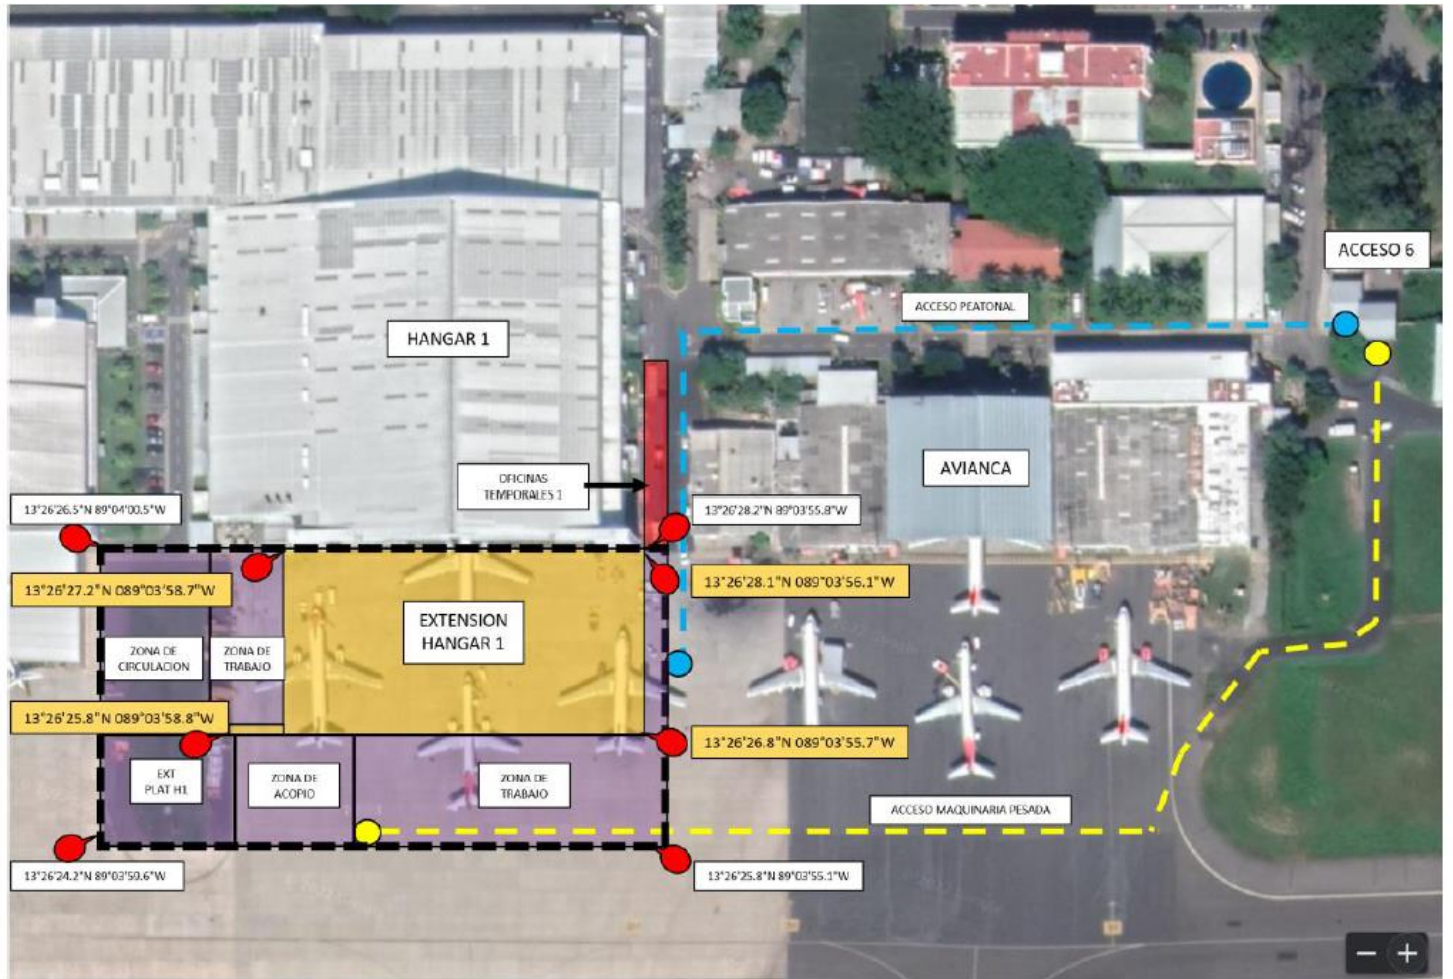 ACCESO 6
ACCESO PEATONAL
HANGAR 1
AVIANCA
OFICINAS
TEMPORALES 1
13°26'26.5"N 89°04'00.5"W
13°26'28.2"N 89°03'55.8"W
13°26'27.2"N 089°03'58.7"W
13°26'28.1"N 089°03'56.1"W
EXTENSION
HANGAR 1
ZONA DE
CIRCULACION
ZONA DE
TRABAJO
13°26'25.8"N 089°03'58.8"W
13°26'26.8"N 089°03'55.7"W
EXT
PLAT H1
ZONA DE
ACOPIO
ZONA DE
TRABAJO
ACCESO MAQUINARIA PESADA
13°26'24.2"N 89°03'59.6"W
13°26'25.8"N 89°03'55.1"W